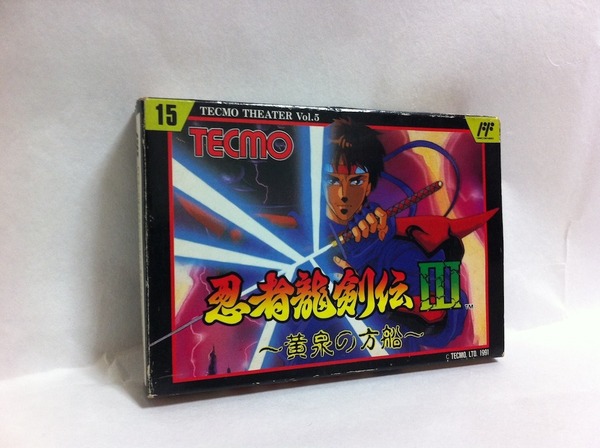 15
TECMO THEATER Vol.5
TECMO
忍者龍剣伝III
TM
～黄泉の方船～
© TECMO, LTD. 1991